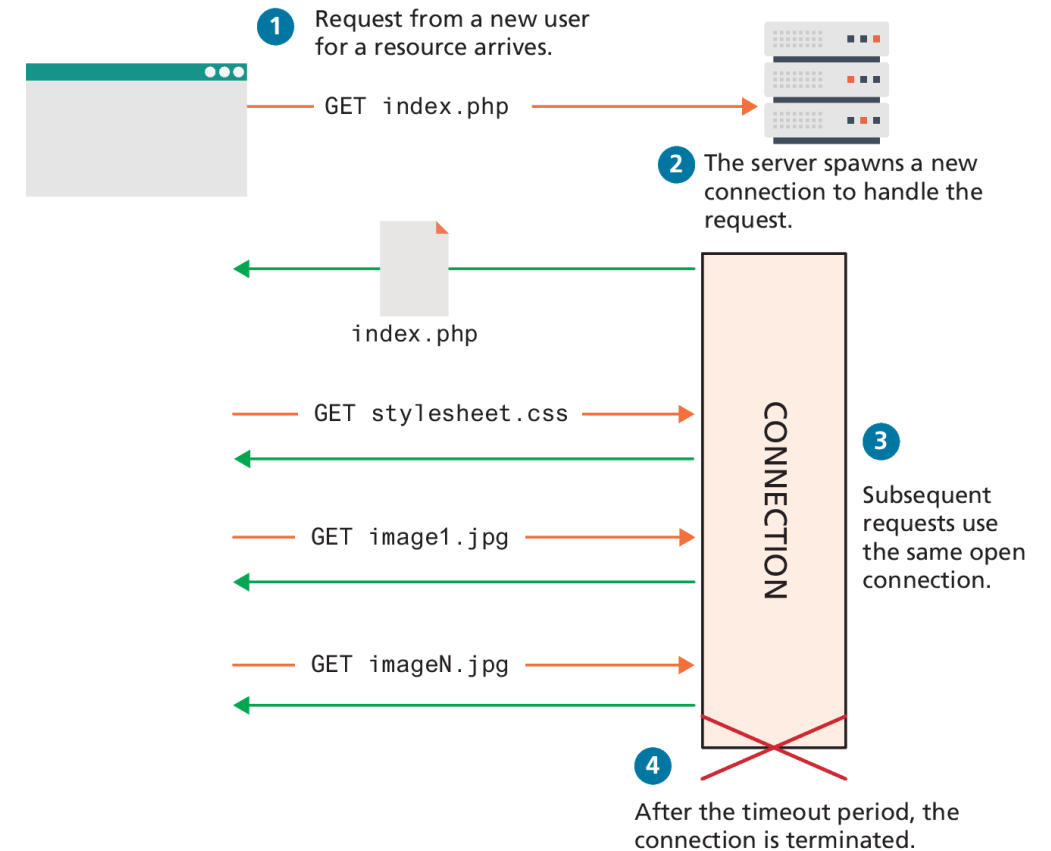 1
Request from a new user
for a resource arrives.
GET index.php
2
The server spawns a new
connection to handle the
request.
index.php
GET stylesheet.css
CONNECTION
3
Subsequent
requests use
the same open
connection.
GET image1.jpg
GET imageN.jpg
4
After the timeout period, the
connection is terminated.